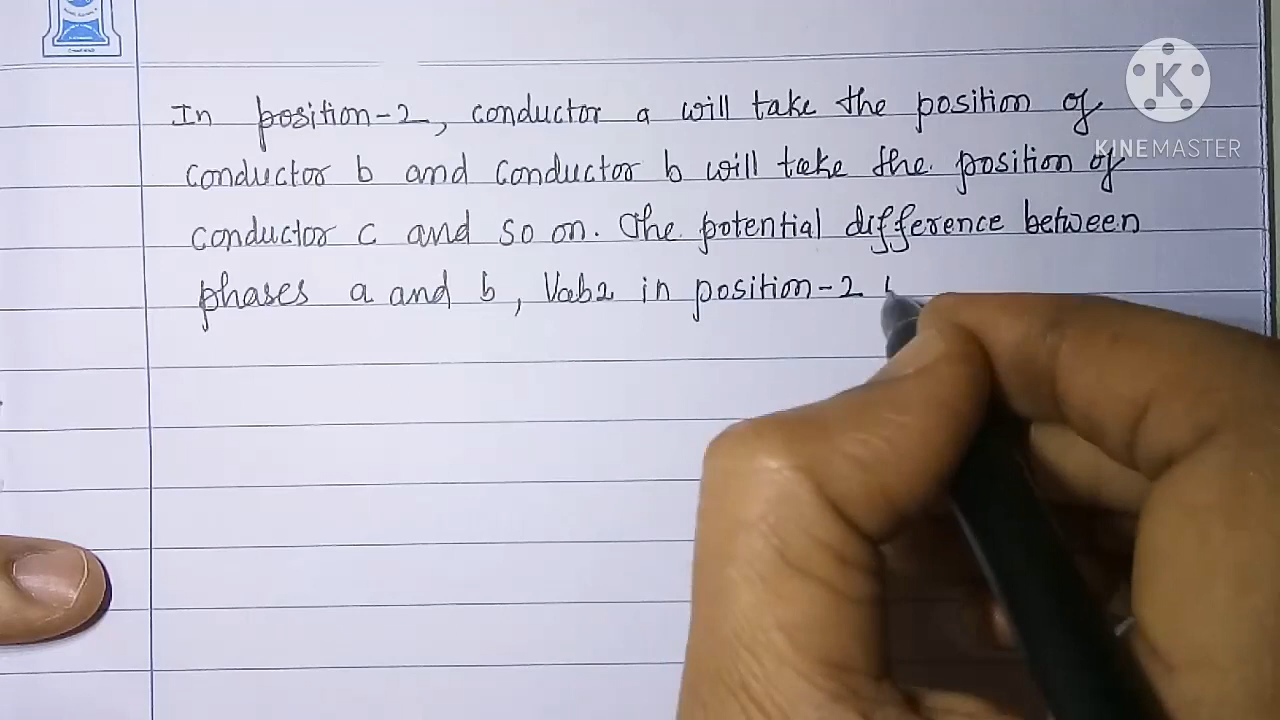 In position-2, conductor a will take the position of
conductor b and conductor b will take the position of
conductor c and so on. The potential difference between
phases a and b, Vab2 in position-2
K
KINEMASTER